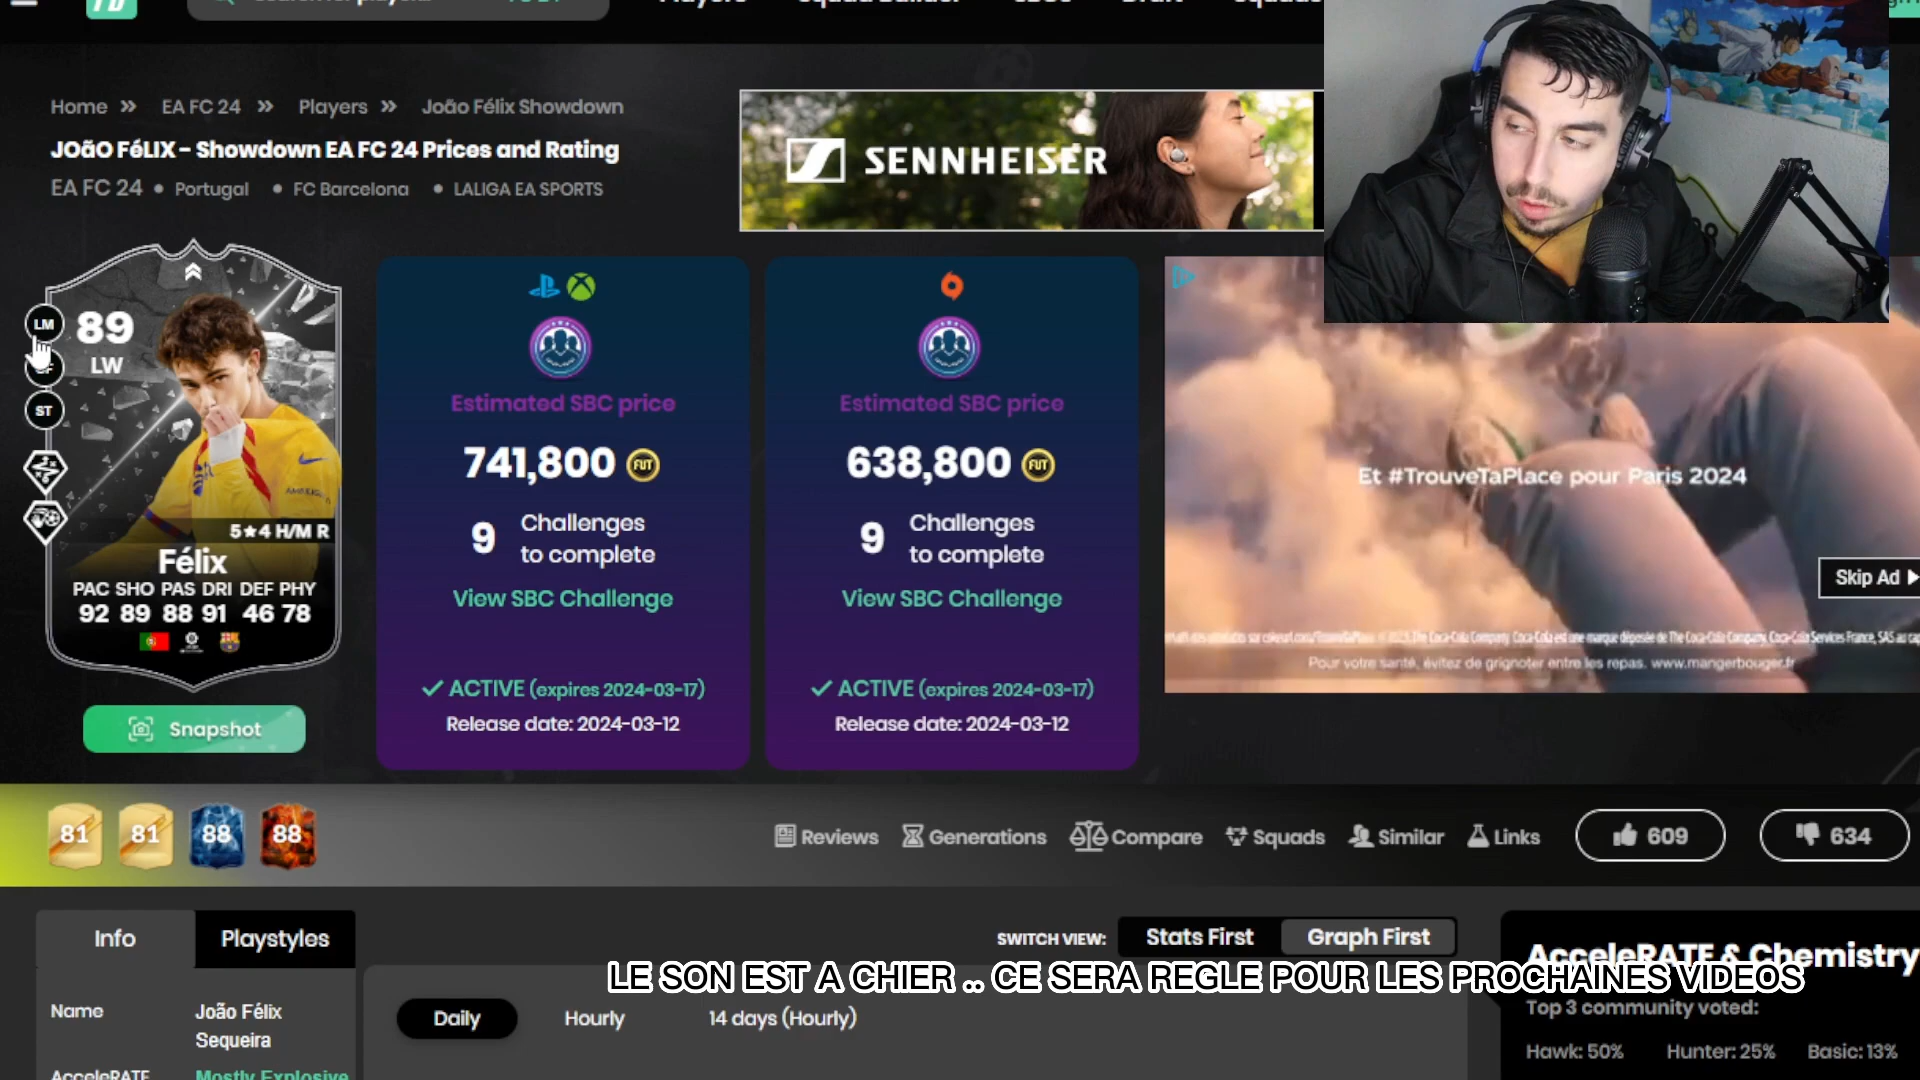 Home » EA FC 24 » Players » João Félix Showdown
JOãO FéLIX - Showdown EA FC 24 Prices and Rating
EA FC 24 • Portugal • FC Barcelona • LALIGA EA SPORTS
SENNHEISER
LM
89
LW
ST
5★4 H/M R
Félix
PAC SHO PAS DRI DEF PHY
92 89 88 91 46 78
Snapshot
Estimated SBC price
741,800 FUT
9 Challenges
to complete
View SBC Challenge
ACTIVE (expires 2024-03-17)
Release date: 2024-03-12
Estimated SBC price
638,800 FUT
9 Challenges
to complete
View SBC Challenge
ACTIVE (expires 2024-03-17)
Release date: 2024-03-12
Et #TrouveTaPlace pour Paris 2024
Skip Ad
Pour votre santé, évitez de grignoter entre les repas. www.mangerbouger.fr
81 81 88 88
Reviews Generations Compare Squads Similar Links 609 634
Info Playstyles
SWITCH VIEW: Stats First Graph First
AcceleRATE & Chemistry
LE SON EST A CHIER .. CE SERA REGLE POUR LES PROCHAINES VIDEOS
Top 3 community voted:
Hawk: 50% Hunter: 25% Basic: 13%
Name João Félix
Sequeira
Daily Hourly 14 days (Hourly)
AcceleRATE Mostly Explosive